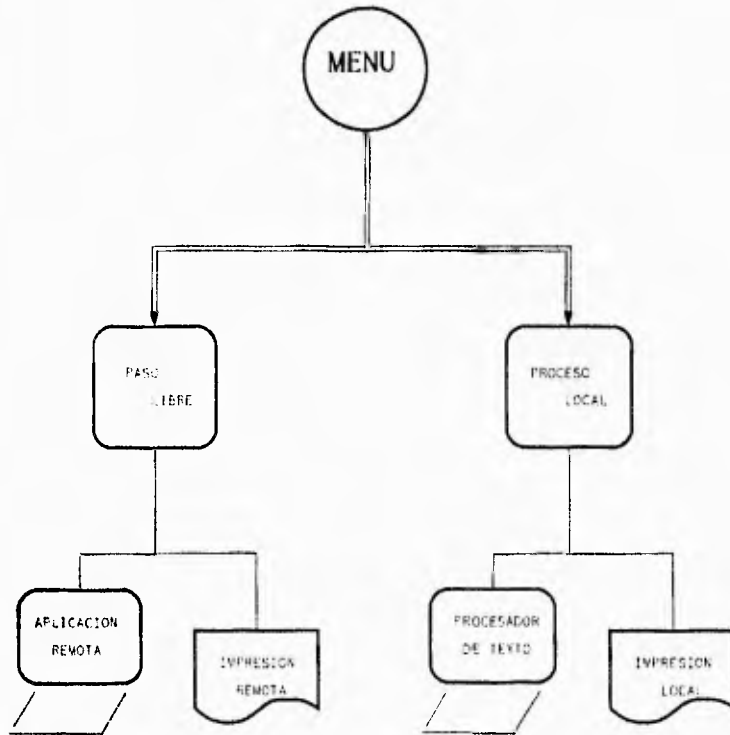 MENU
PASO
LIBRE
PROCESO
LOCAL
APLICACION
REMOTA
IMPRESION
REMOTA
PROCESADOR
DE TEXTO
IMPRESION
LOCAL